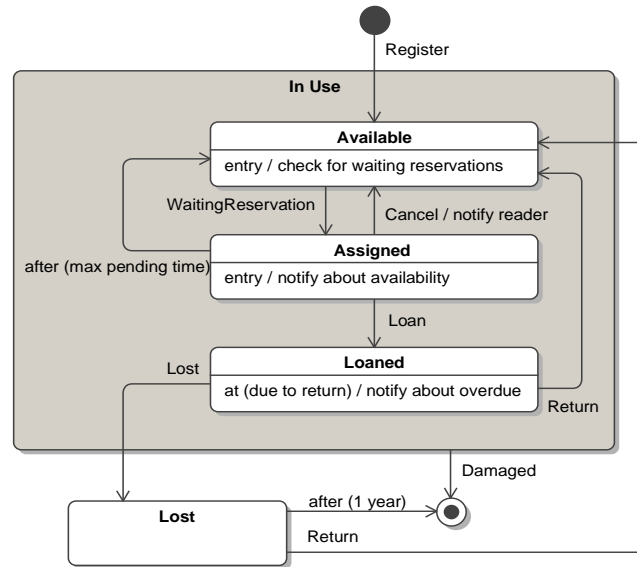 Register
In Use
Available
entry / check for waiting reservations
WaitingReservation
Cancel / notify reader
Assigned
after (max pending time)
entry / notify about availability
Loan
Lost
Loaned
at (due to return) / notify about overdue
Return
Damaged
after (1 year)
Lost
Return